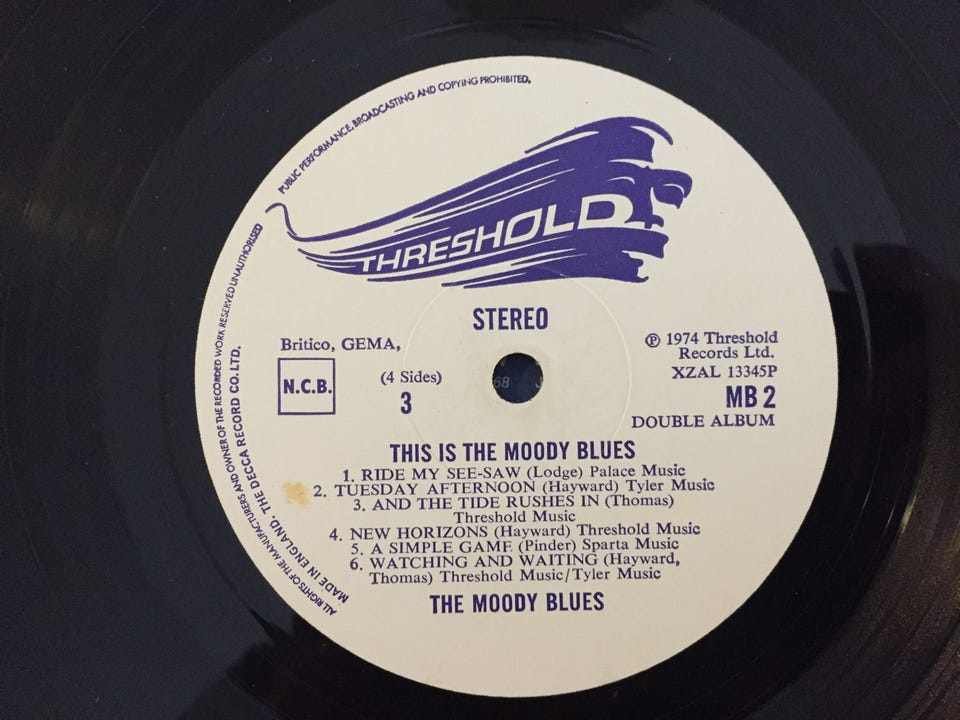 PUBLIC PERFORMANCE, BROADCASTING AND COPYING PROHIBITED.
ALL RIGHTS OF THE MANUFACTURERS AND OWNER OF THE RECORDED WORK RESERVED UNAUTHORISED
MADE IN ENGLAND. THE DECCA RECORD CO. LTD.
THRESHOLD
STEREO
Britico, GEMA,
N.C.B.
(4 Sides)
3
68 J
℗ 1974 Threshold
Records Ltd.
XZAL 13345P
MB 2
DOUBLE ALBUM
THIS IS THE MOODY BLUES
1. RIDE MY SEE-SAW (Lodge) Palace Music
2. TUESDAY AFTERNOON (Hayward) Tyler Music
3. AND THE TIDE RUSHES IN (Thomas)
Threshold Music
4. NEW HORIZONS (Hayward) Threshold Music
5. A SIMPLE GAME (Pinder) Sparta Music
6. WATCHING AND WAITING (Hayward,
Thomas) Threshold Music/Tyler Music
THE MOODY BLUES